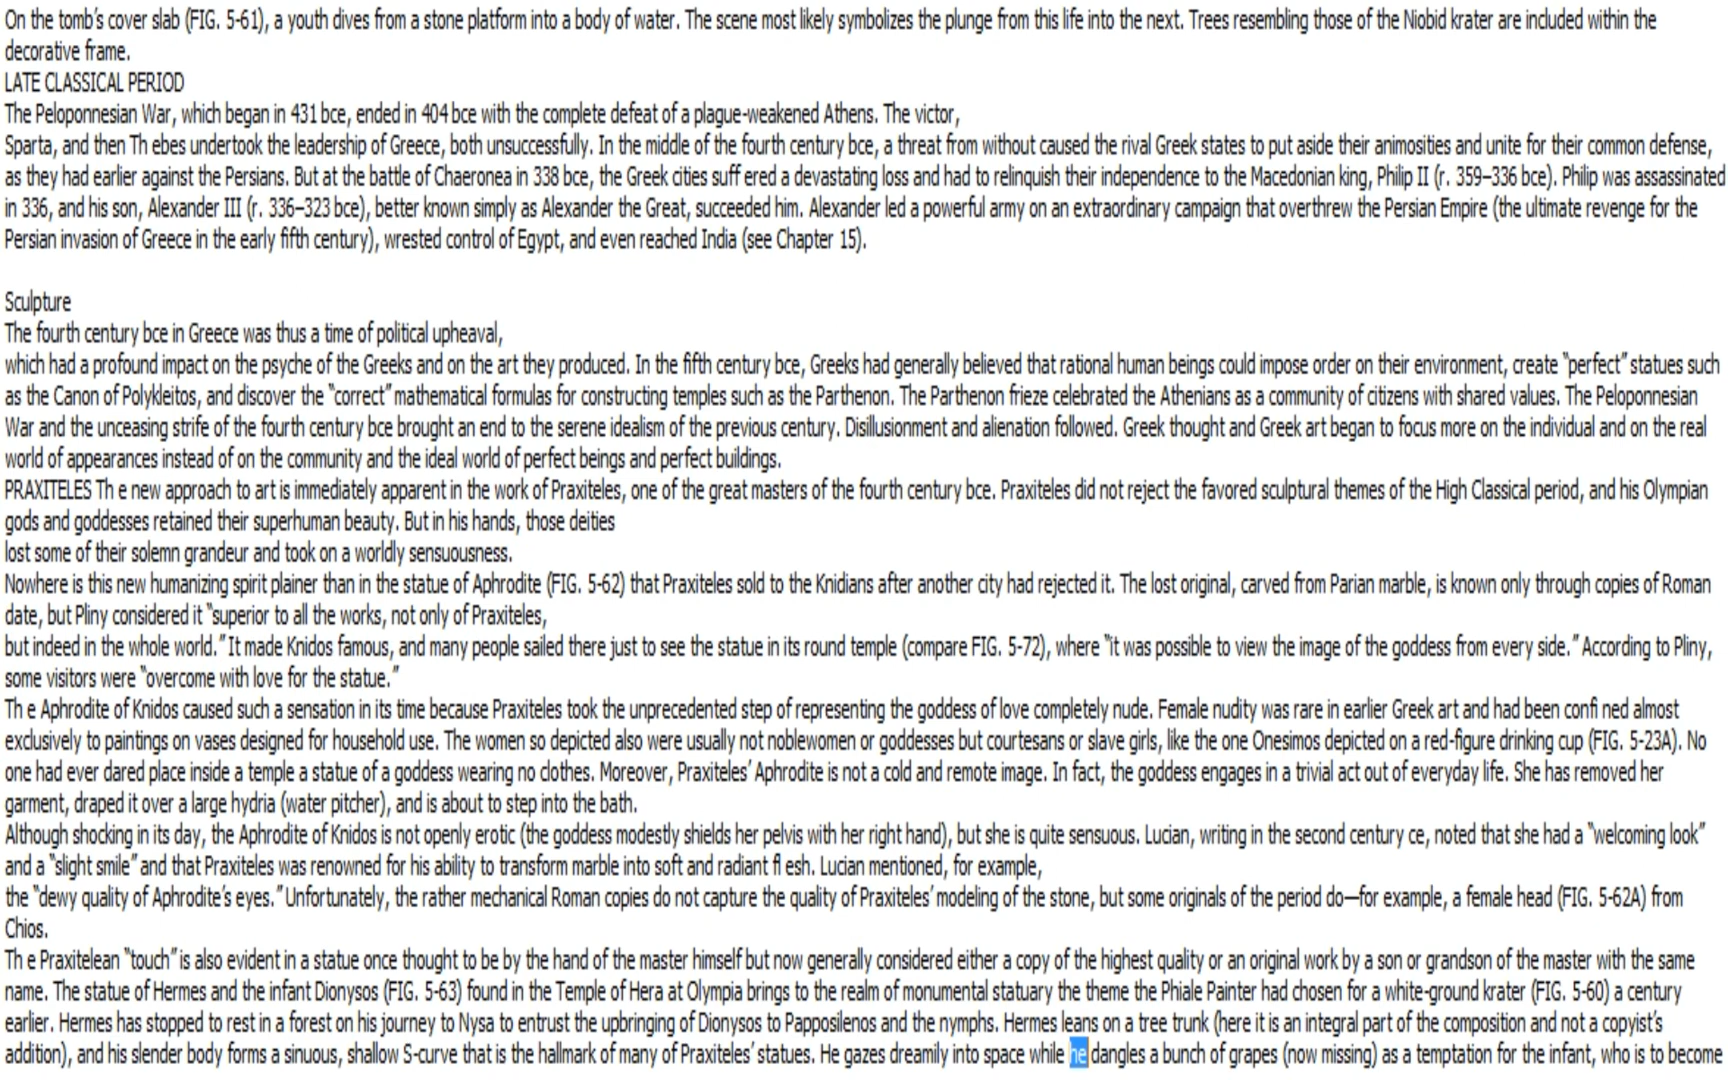 On the tomb's cover slab (FIG. 5-61), a youth dives from a stone platform into a body of water. The scene most likely symbolizes the plunge from this life into the next. Trees resembling those of the Niobid krater are included within the
decorative frame.
LATE CLASSICAL PERIOD
The Peloponnesian War, which began in 431 bce, ended in 404 bce with the complete defeat of a plague-weakened Athens. The victor,
Sparta, and then Th ebes undertook the leadership of Greece, both unsuccessfully. In the middle of the fourth century bce, a threat from without caused the rival Greek states to put aside their animosities and unite for their common defense,
as they had earlier against the Persians. But at the battle of Chaeronea in 338 bce, the Greek cities suff ered a devastating loss and had to relinquish their independence to the Macedonian king, Philip II (r. 359–336 bce). Philip was assassinated
in 336, and his son, Alexander III (r. 336–323 bce), better known simply as Alexander the Great, succeeded him. Alexander led a powerful army on an extraordinary campaign that overthrew the Persian Empire (the ultimate revenge for the
Persian invasion of Greece in the early fifth century), wrested control of Egypt, and even reached India (see Chapter 15).
Sculpture
The fourth century bce in Greece was thus a time of political upheaval,
which had a profound impact on the psyche of the Greeks and on the art they produced. In the fifth century bce, Greeks had generally believed that rational human beings could impose order on their environment, create "perfect" statues such
as the Canon of Polykleitos, and discover the "correct" mathematical formulas for constructing temples such as the Parthenon. The Parthenon frieze celebrated the Athenians as a community of citizens with shared values. The Peloponnesian
War and the unceasing strife of the fourth century bce brought an end to the serene idealism of the previous century. Disillusionment and alienation followed. Greek thought and Greek art began to focus more on the individual and on the real
world of appearances instead of on the community and the ideal world of perfect beings and perfect buildings.
PRAXITELES Th e new approach to art is immediately apparent in the work of Praxiteles, one of the great masters of the fourth century bce. Praxiteles did not reject the favored sculptural themes of the High Classical period, and his Olympian
gods and goddesses retained their superhuman beauty. But in his hands, those deities
lost some of their solemn grandeur and took on a worldly sensuousness.
Nowhere is this new humanizing spirit plainer than in the statue of Aphrodite (FIG. 5-62) that Praxiteles sold to the Knidians after another city had rejected it. The lost original, carved from Parian marble, is known only through copies of Roman
date, but Pliny considered it "superior to all the works, not only of Praxiteles,
but indeed in the whole world." It made Knidos famous, and many people sailed there just to see the statue in its round temple (compare FIG. 5-72), where "it was possible to view the image of the goddess from every side." According to Pliny,
some visitors were "overcome with love for the statue."
Th e Aphrodite of Knidos caused such a sensation in its time because Praxiteles took the unprecedented step of representing the goddess of love completely nude. Female nudity was rare in earlier Greek art and had been confi ned almost
exclusively to paintings on vases designed for household use. The women so depicted also were usually not noblewomen or goddesses but courtesans or slave girls, like the one Onesimos depicted on a red-figure drinking cup (FIG. 5-23A). No
one had ever dared place inside a temple a statue of a goddess wearing no clothes. Moreover, Praxiteles' Aphrodite is not a cold and remote image. In fact, the goddess engages in a trivial act out of everyday life. She has removed her
garment, draped it over a large hydria (water pitcher), and is about to step into the bath.
Although shocking in its day, the Aphrodite of Knidos is not openly erotic (the goddess modestly shields her pelvis with her right hand), but she is quite sensuous. Lucian, writing in the second century ce, noted that she had a "welcoming look"
and a "slight smile" and that Praxiteles was renowned for his ability to transform marble into soft and radiant fl esh. Lucian mentioned, for example,
the "dewy quality of Aphrodite's eyes." Unfortunately, the rather mechanical Roman copies do not capture the quality of Praxiteles' modeling of the stone, but some originals of the period do—for example, a female head (FIG. 5-62A) from
Chios.
Th e Praxitelean "touch" is also evident in a statue once thought to be by the hand of the master himself but now generally considered either a copy of the highest quality or an original work by a son or grandson of the master with the same
name. The statue of Hermes and the infant Dionysos (FIG. 5-63) found in the Temple of Hera at Olympia brings to the realm of monumental statuary the theme the Phiale Painter had chosen for a white-ground krater (FIG. 5-60) a century
earlier. Hermes has stopped to rest in a forest on his journey to Nysa to entrust the upbringing of Dionysos to Papposilenos and the nymphs. Hermes leans on a tree trunk (here it is an integral part of the composition and not a copyist's
addition), and his slender body forms a sinuous, shallow S-curve that is the hallmark of many of Praxiteles' statues. He gazes dreamily into space while he dangles a bunch of grapes (now missing) as a temptation for the infant, who is to become